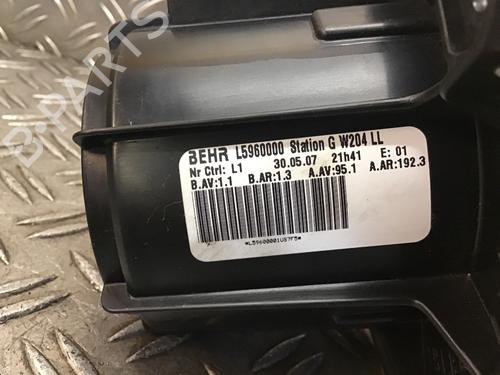 B-PARTS
BEHR L5960000 Station G W204 LL
Nr Ctrl: L1 30.05.07 21h41 E: 01
B.AV:1.1 B.AR:1.3 A.AV:95.1 A.AR:192.3
*L59600001US7F5*